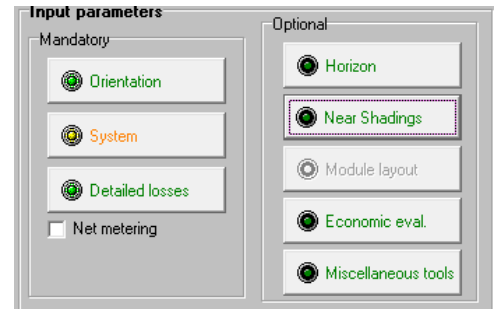 Input parameters
Mandatory
Orientation
System
Detailed losses
Net metering
Optional
Horizon
Near Shadings
Module layout
Economic eval.
Miscellaneous tools